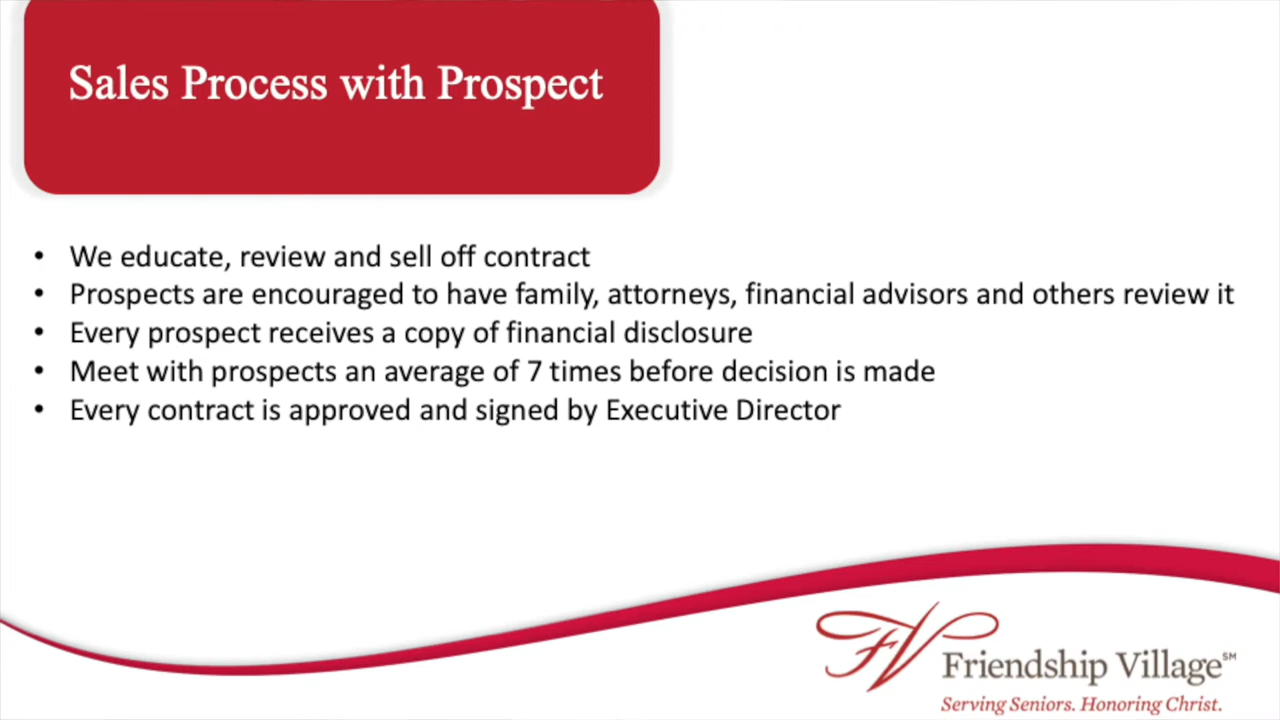 Sales Process with Prospect
• We educate, review and sell off contract
• Prospects are encouraged to have family, attorneys, financial advisors and others review it
• Every prospect receives a copy of financial disclosure
• Meet with prospects an average of 7 times before decision is made
• Every contract is approved and signed by Executive Director
FV
Friendship Village℠
Serving Seniors. Honoring Christ.